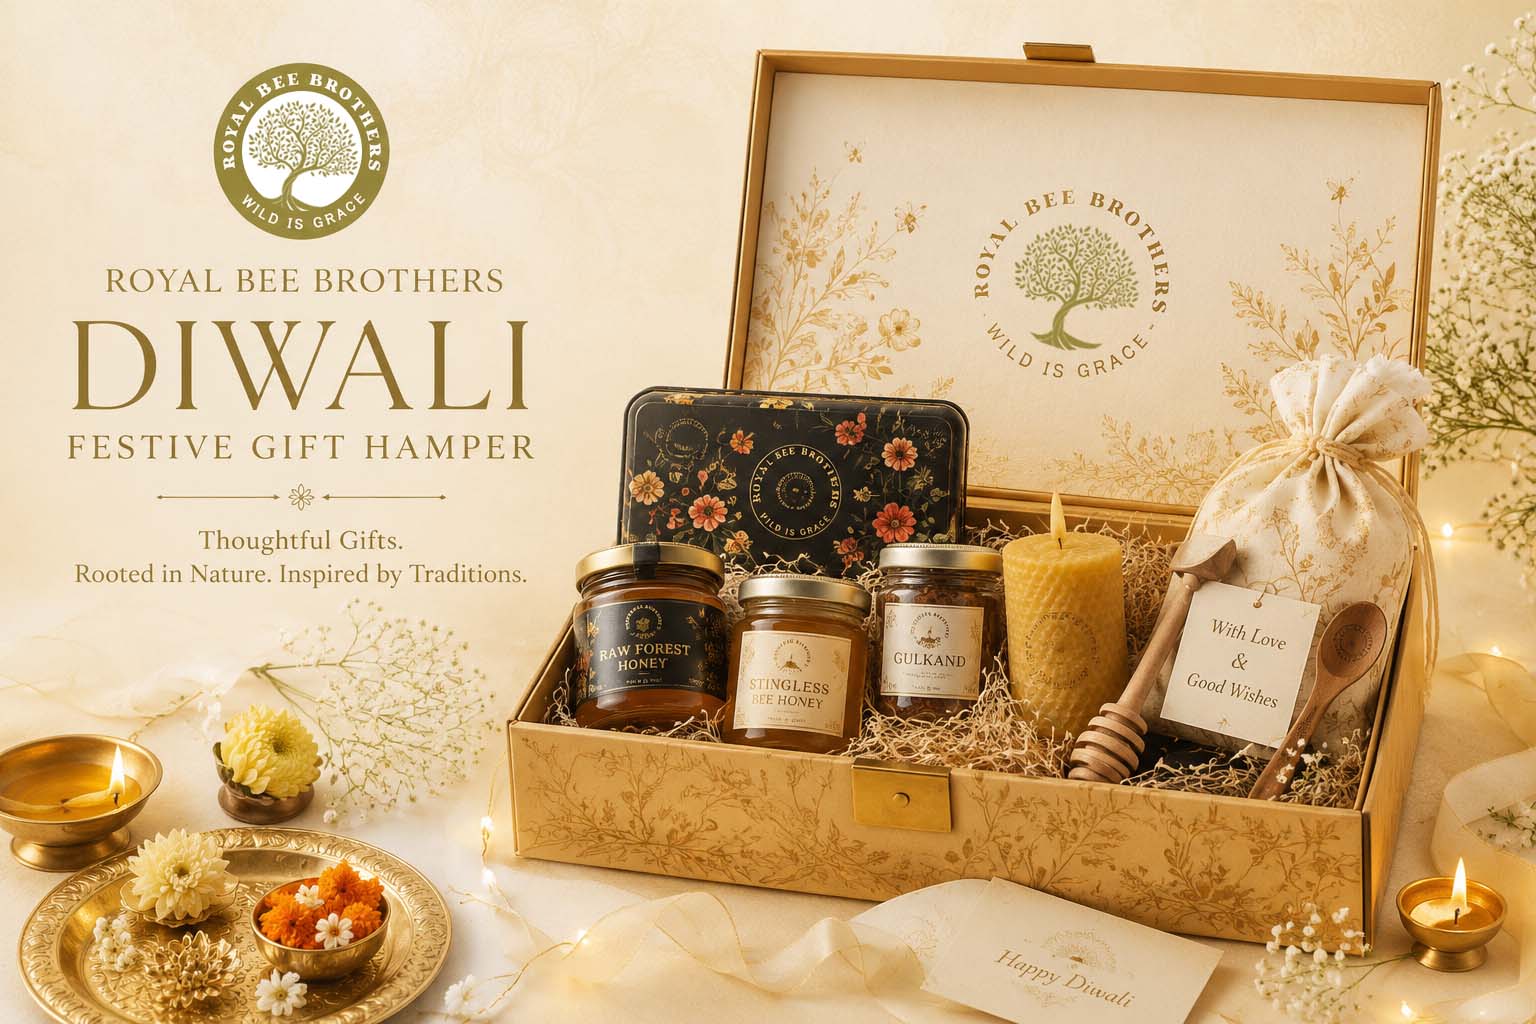 ROYAL BEE BROTHERS
WILD IS GRACE
ROYAL BEE BROTHERS
DIWALI
FESTIVE GIFT HAMPER
Thoughtful Gifts.
Rooted in Nature. Inspired by Traditions.
ROYAL BEE BROTHERS
- WILD IS GRACE -
ROYAL BEE BROTHERS
WILD IS GRACE
RAW FOREST
HONEY
STINGLESS
BEE HONEY
GULKAND
With Love
&
Good Wishes
Happy Diwali